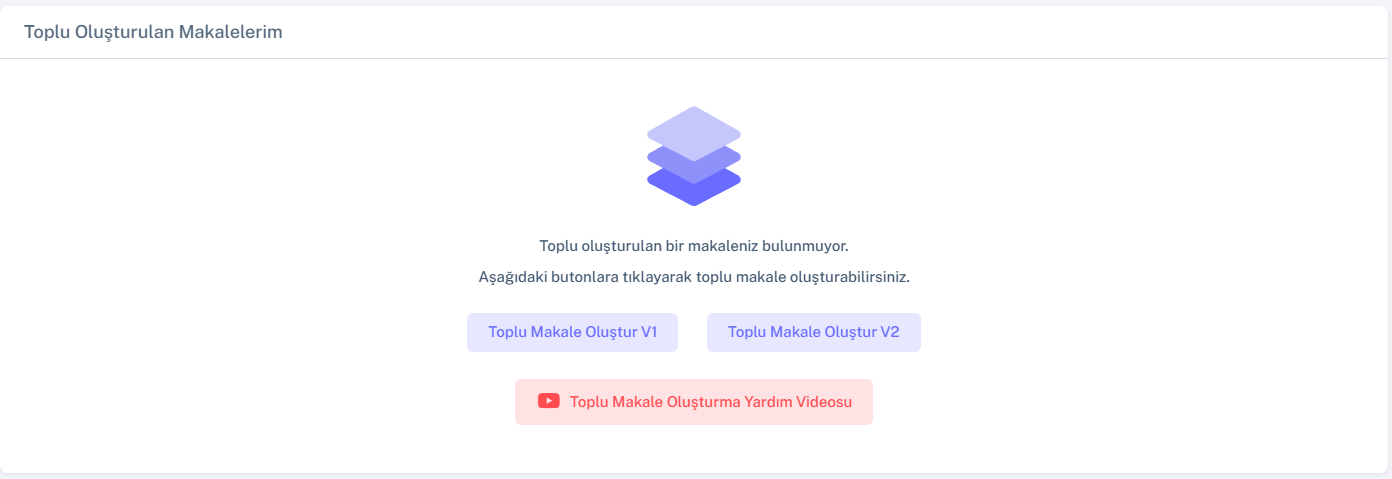 Toplu Oluşturulan Makalelerim
Toplu oluşturulan bir makaleniz bulunmuyor.
Aşağıdaki butonlara tıklayarak toplu makale oluşturabilirsiniz.
Toplu Makale Oluştur V1
Toplu Makale Oluştur V2
Toplu Makale Oluşturma Yardım Videosu